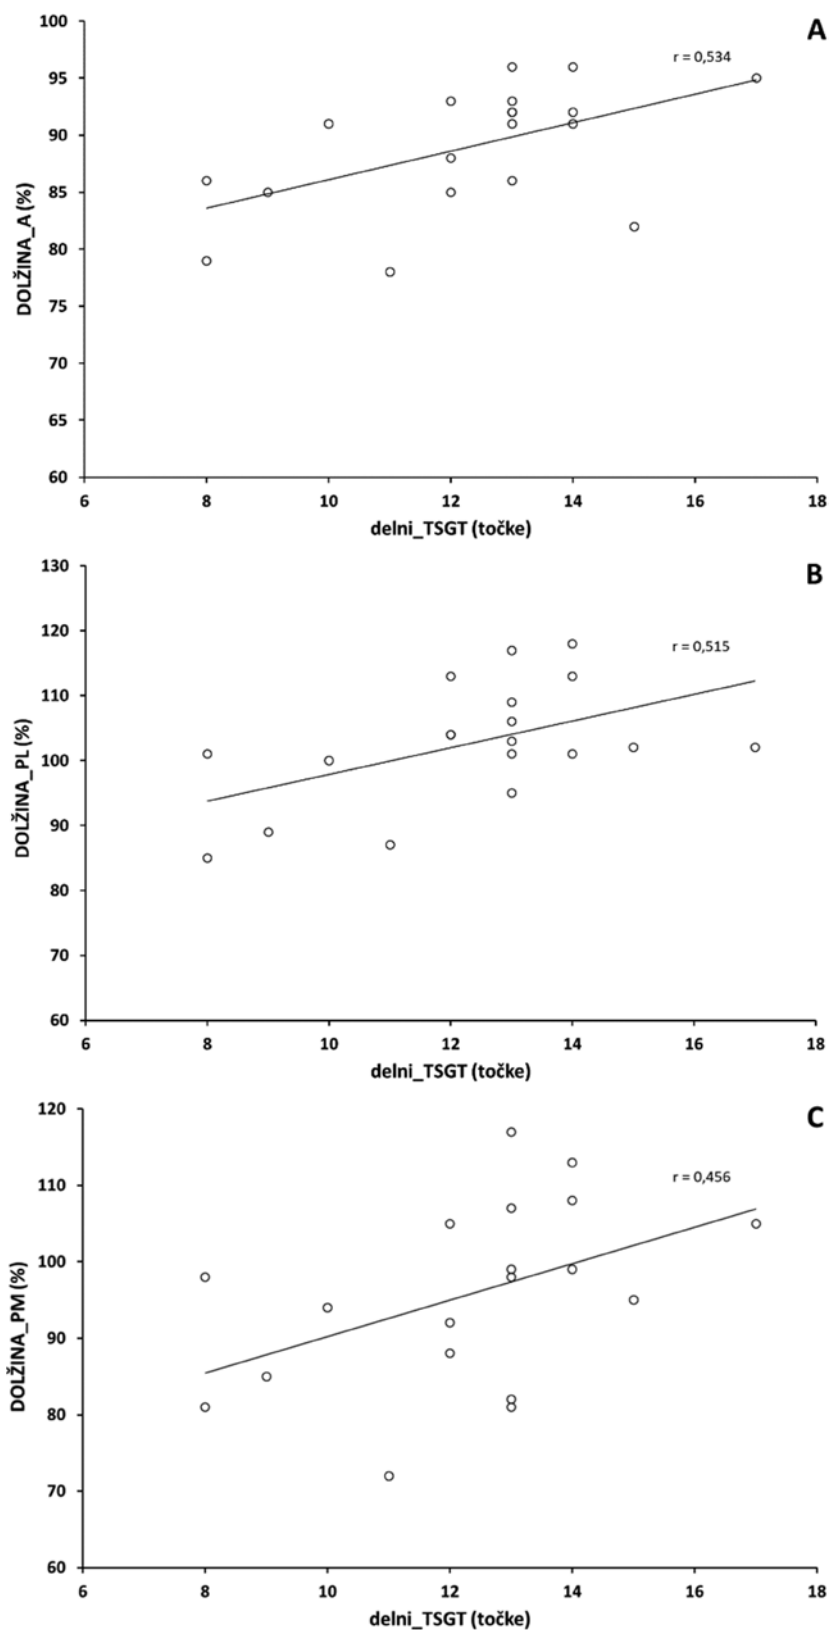 A
r = 0,534
DOLŽINA_A (%)
100
95
90
85
80
75
70
65
60
6 8 10 12 14 16 18
delni_TSGT (točke)
B
r = 0,515
DOLŽINA_PL (%)
130
120
110
100
90
80
70
60
6 8 10 12 14 16 18
delni_TSGT (točke)
C
r = 0,456
DOLŽINA_PM (%)
120
110
100
90
80
70
60
6 8 10 12 14 16 18
delni_TSGT (točke)